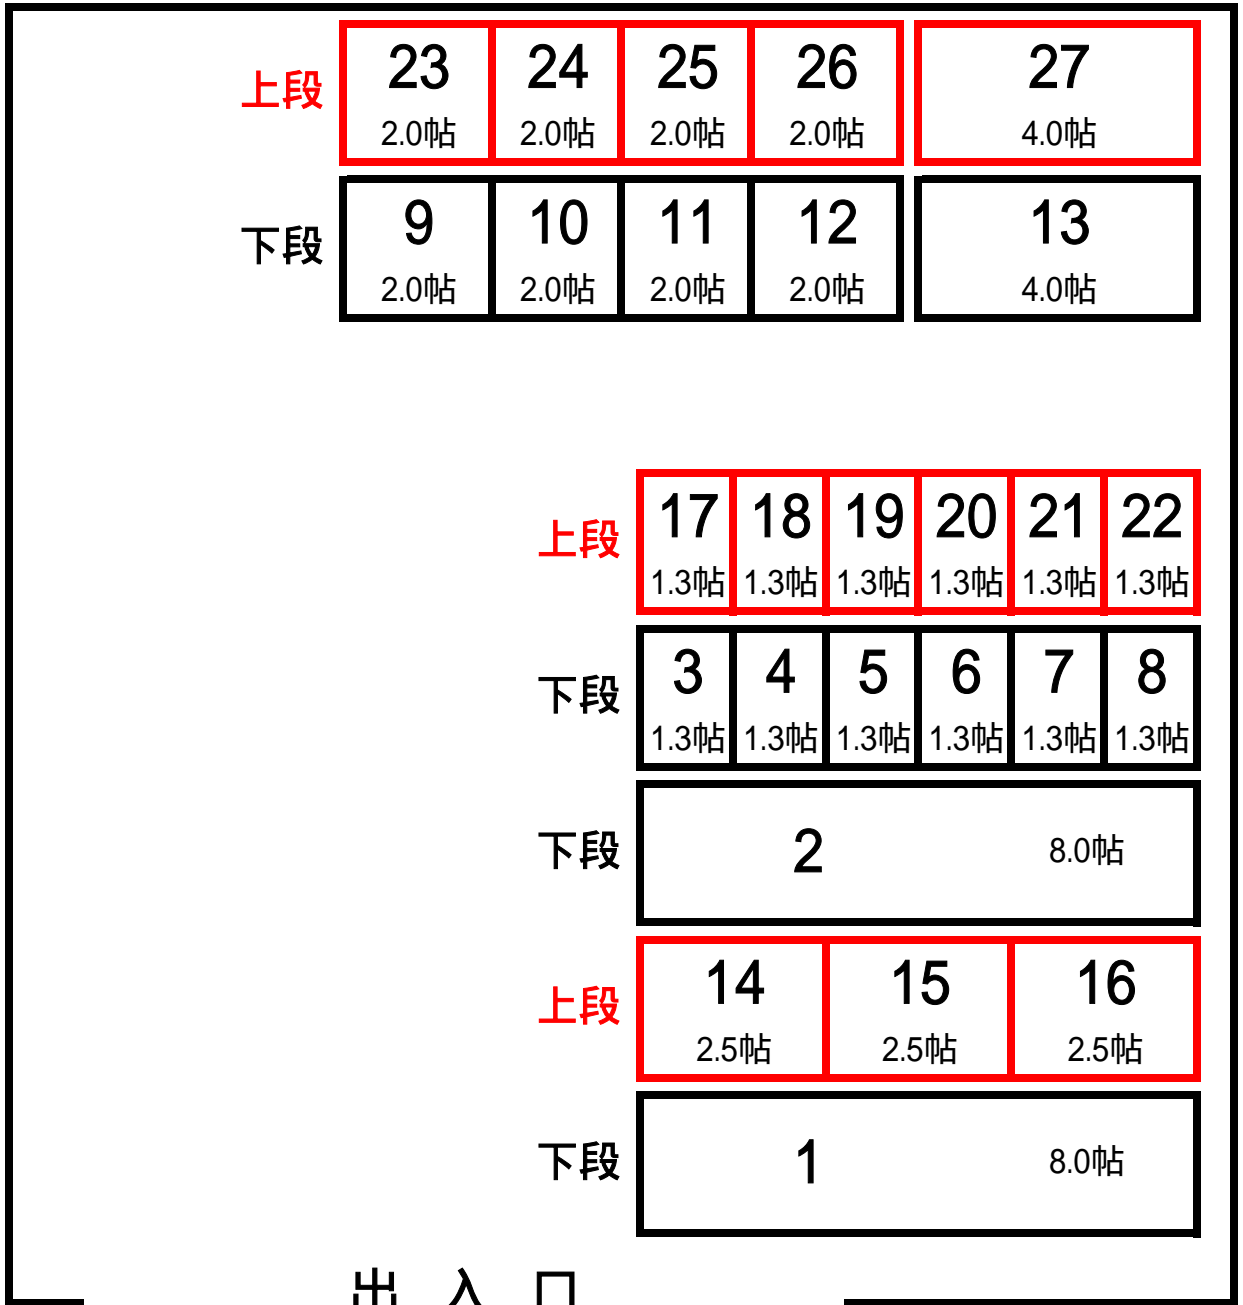 上段 23 24 25 26 27
2.0帖 2.0帖 2.0帖 2.0帖 4.0帖
下段 9 10 11 12 13
2.0帖 2.0帖 2.0帖 2.0帖 4.0帖
上段 17 18 19 20 21 22
1.3帖 1.3帖 1.3帖 1.3帖 1.3帖 1.3帖
下段 3 4 5 6 7 8
1.3帖 1.3帖 1.3帖 1.3帖 1.3帖 1.3帖
下段 2 8.0帖
上段 14 15 16
2.5帖 2.5帖 2.5帖
下段 1 8.0帖
出 入 口